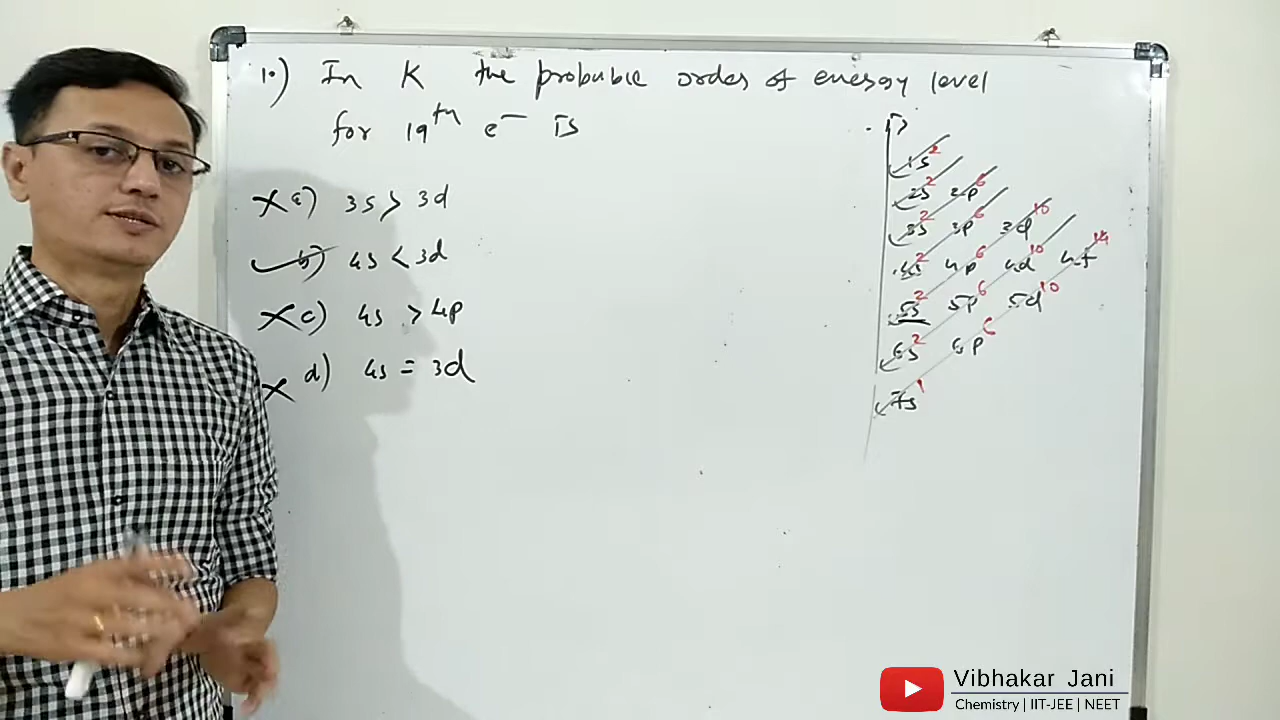 10) In K the probable orders of energy level
for 19th e⁻ is
a) 3s > 3d
b) 4s < 3d
c) 4s > 4p
d) 4s = 3d
1s²
2s² 2p⁶
3s² 3p⁶ 3d¹⁰
4s² 4p⁶ 4d¹⁰ 4f¹⁴
5s² 5p⁶ 5d¹⁰
6s² 6p⁶
7s¹
Vibhakar Jani
Chemistry | IIT-JEE | NEET